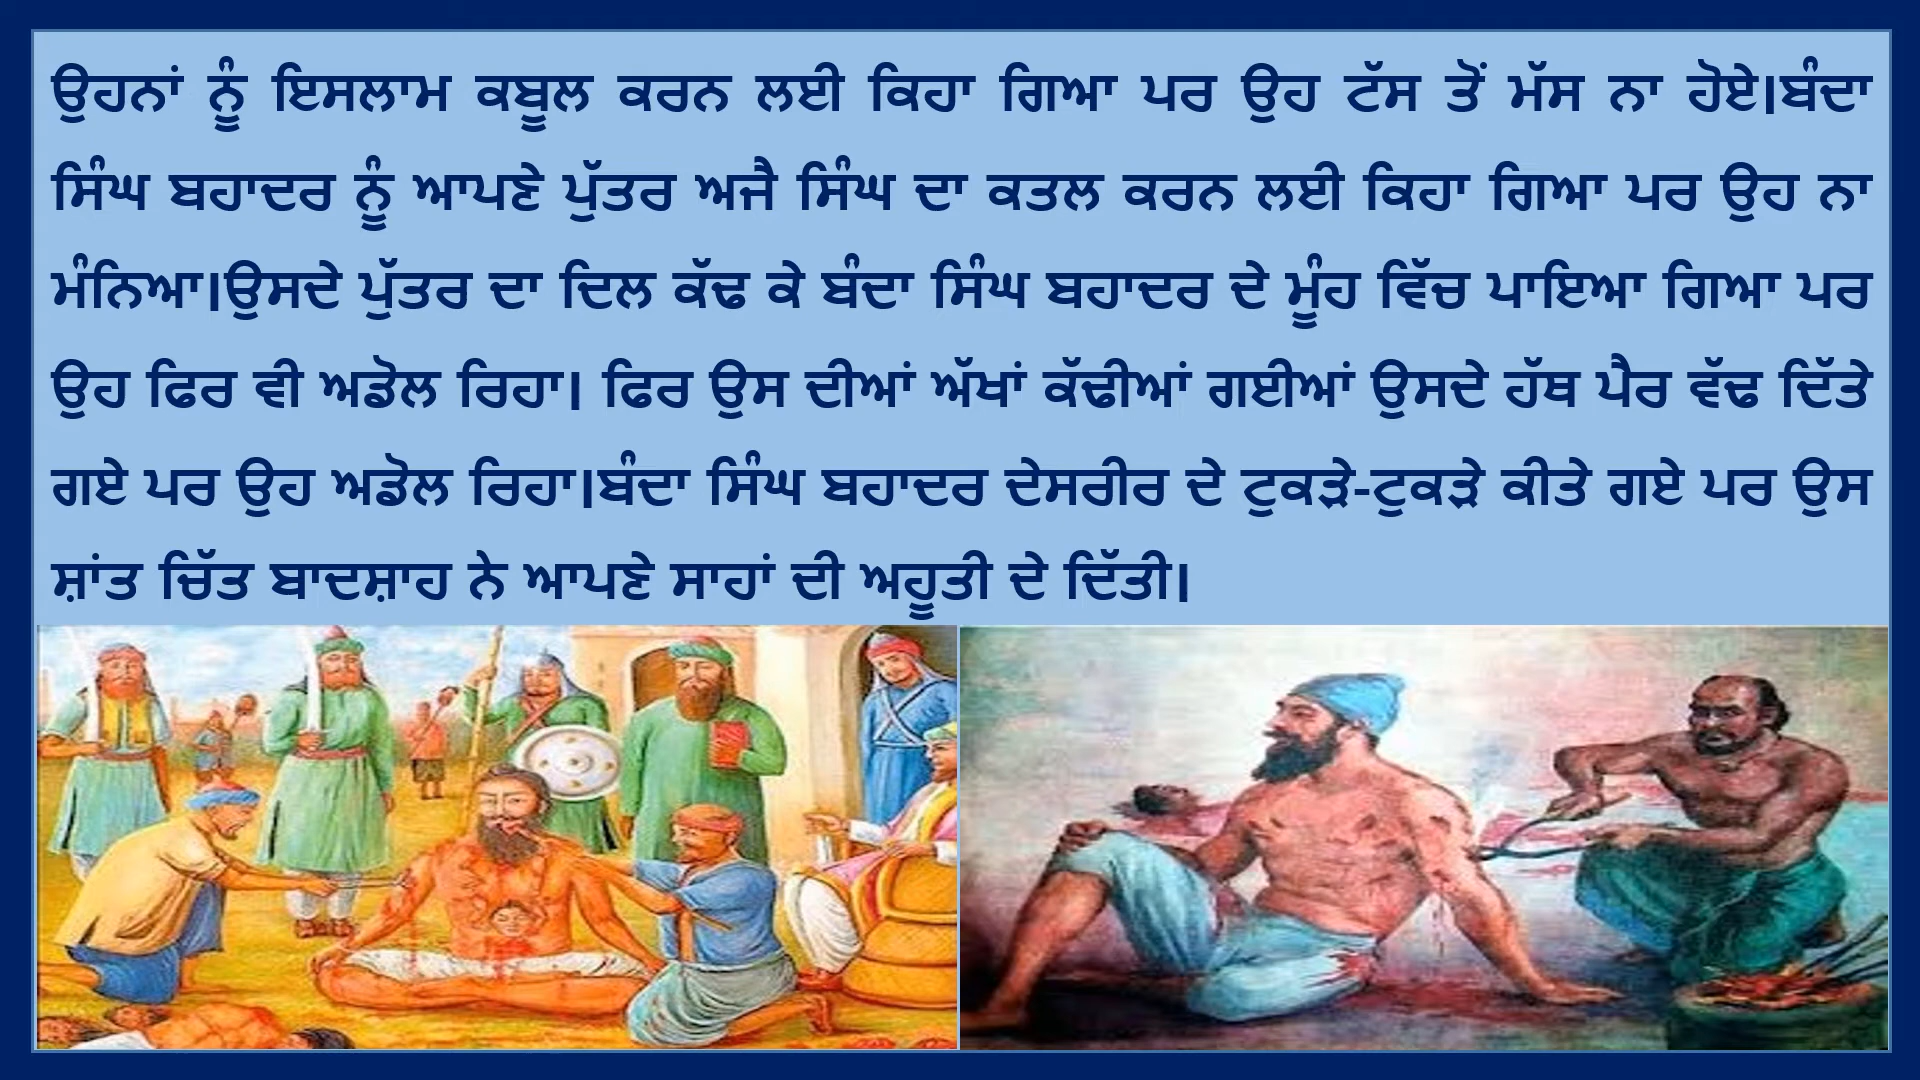 ਉਹਨਾਂ ਨੂੰ ਇਸਲਾਮ ਕਬੂਲ ਕਰਨ ਲਈ ਕਿਹਾ ਗਿਆ ਪਰ ਉਹ ਟੱਸ ਤੋਂ ਮੱਸ ਨਾ ਹੋਏ।ਬੰਦਾ
ਸਿੰਘ ਬਹਾਦਰ ਨੂੰ ਆਪਣੇ ਪੁੱਤਰ ਅਜੈ ਸਿੰਘ ਦਾ ਕਤਲ ਕਰਨ ਲਈ ਕਿਹਾ ਗਿਆ ਪਰ ਉਹ ਨਾ
ਮੰਨਿਆ।ਉਸਦੇ ਪੁੱਤਰ ਦਾ ਦਿਲ ਕੱਢ ਕੇ ਬੰਦਾ ਸਿੰਘ ਬਹਾਦਰ ਦੇ ਮੂੰਹ ਵਿੱਚ ਪਾਇਆ ਗਿਆ ਪਰ
ਉਹ ਫਿਰ ਵੀ ਅਡੋਲ ਰਿਹਾ। ਫਿਰ ਉਸ ਦੀਆਂ ਅੱਖਾਂ ਕੱਢੀਆਂ ਗਈਆਂ ਉਸਦੇ ਹੱਥ ਪੈਰ ਵੱਢ ਦਿੱਤੇ
ਗਏ ਪਰ ਉਹ ਅਡੋਲ ਰਿਹਾ।ਬੰਦਾ ਸਿੰਘ ਬਹਾਦਰ ਦੇਸਰੀਰ ਦੇ ਟੁਕੜੇ-ਟੁਕੜੇ ਕੀਤੇ ਗਏ ਪਰ ਉਸ
ਸ਼ਾਂਤ ਚਿੱਤ ਬਾਦਸ਼ਾਹ ਨੇ ਆਪਣੇ ਸਾਹਾਂ ਦੀ ਅਹੂਤੀ ਦੇ ਦਿੱਤੀ।